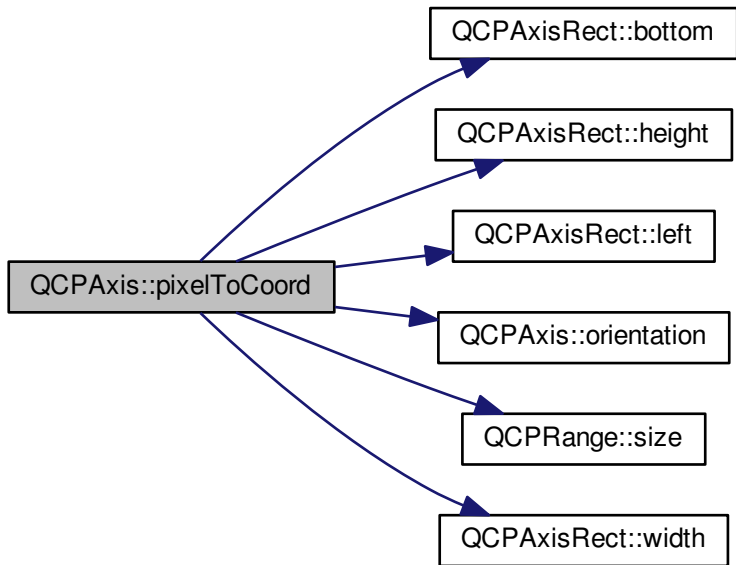 QCPAxisRect::bottom
QCPAxisRect::height
QCPAxisRect::left
QCPAxis::pixelToCoord
QCPAxis::orientation
QCPRange::size
QCPAxisRect::width